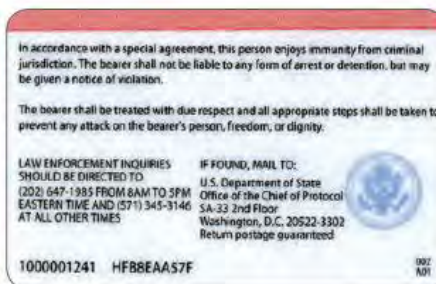 In accordance with a special agreement, this person enjoys immunity from criminal
jurisdiction. The bearer shall not be liable to any form of arrest or detention, but may
be given a notice of violation.
The bearer shall be treated with due respect and all appropriate steps shall be taken to
prevent any attack on the bearer's person, freedom, or dignity.
LAW ENFORCEMENT INQUIRIES
SHOULD BE DIRECTED TO
(202) 647-1985 FROM 8AM TO 5PM
EASTERN TIME AND (571) 345-3146
AT ALL OTHER TIMES
IF FOUND, MAIL TO:
U.S. Department of State
Office of the Chief of Protocol
SA-33 2nd Floor
Washington, D.C. 20522-3302
Return postage guaranteed
1000001241 HFB8EAA57F
002
A01